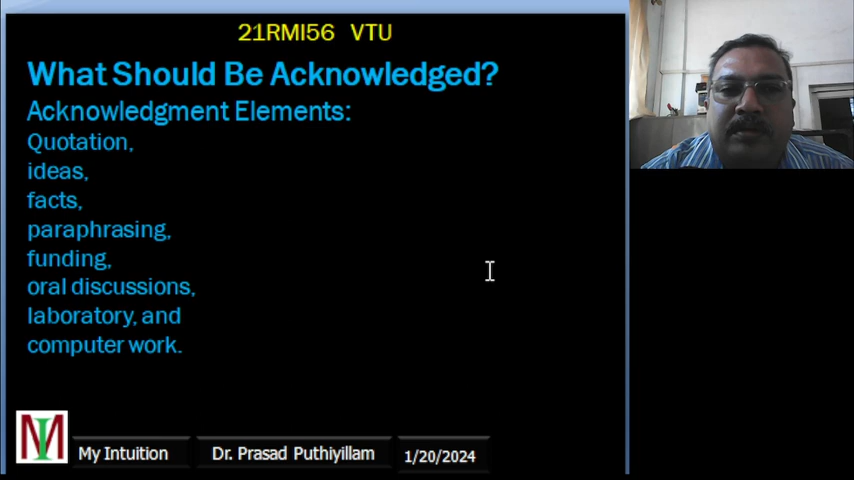 21RMI56 VTU
What Should Be Acknowledged?
Acknowledgment Elements:
Quotation,
ideas,
facts,
paraphrasing,
funding,
oral discussions,
laboratory, and
computer work.
MI
My Intuition
Dr. Prasad Puthiyillam
1/20/2024